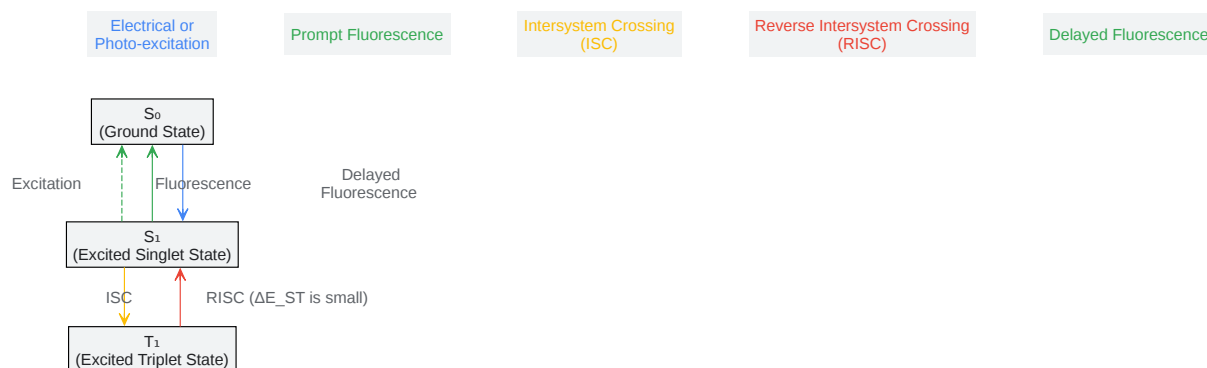 Electrical or
Photo-excitation
Prompt Fluorescence
Intersystem Crossing
(ISC)
Reverse Intersystem Crossing
(RISC)
Delayed Fluorescence
S₀
(Ground State)
Excitation
Fluorescence
Delayed
Fluorescence
S₁
(Excited Singlet State)
ISC
RISC (ΔE_ST is small)
T₁
(Excited Triplet State)